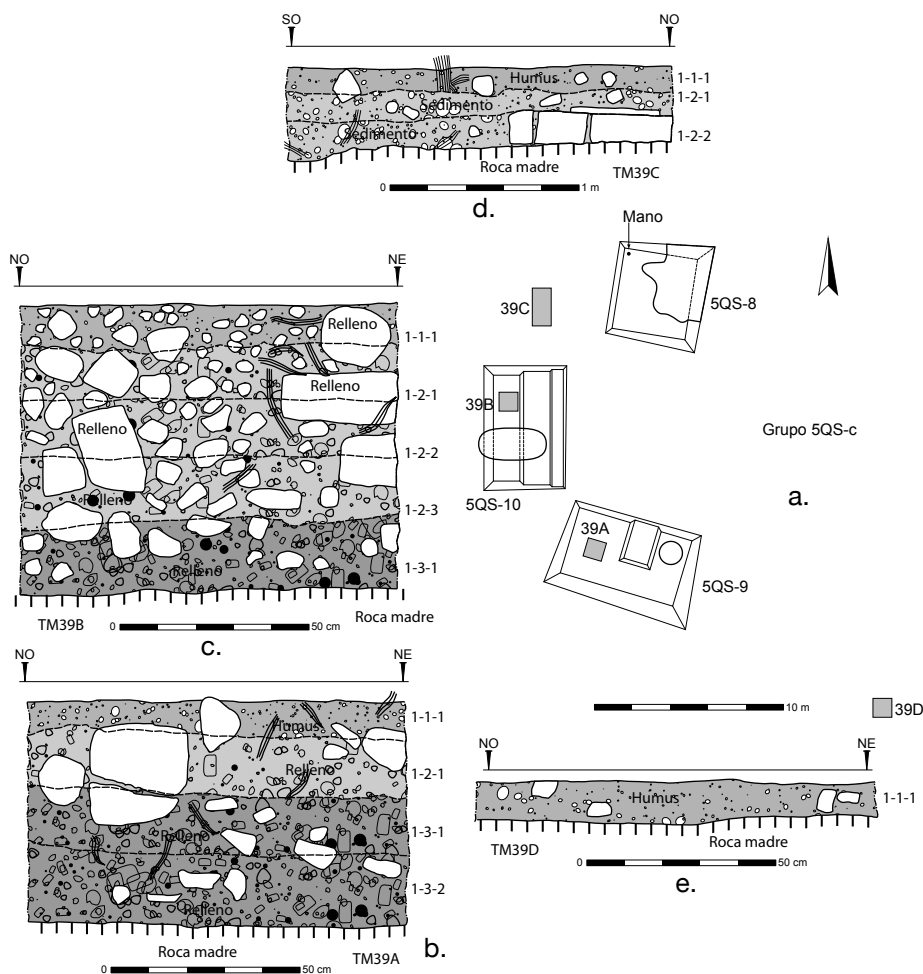 SO NO
Humus 1-1-1
Sedimento 1-2-1
Sedimento 1-2-2
Roca madre TM39C
0 1 m
d.
NO NE
Relleno 1-1-1
Relleno 1-2-1
Relleno 1-2-2
Relleno 1-2-3
Relleno 1-3-1
TM39B 0 50 cm Roca madre
c.
Mano
39C 5QS-8
39B
Grupo 5QS-c
5QS-10
a.
39A
5QS-9
0 10 m 39D
NO NE
Humus 1-1-1
Relleno 1-2-1
Relleno 1-3-1
Relleno 1-3-2
Roca madre TM39A
0 50 cm
b.
NO NE
Humus 1-1-1
TM39D Roca madre
0 50 cm
e.